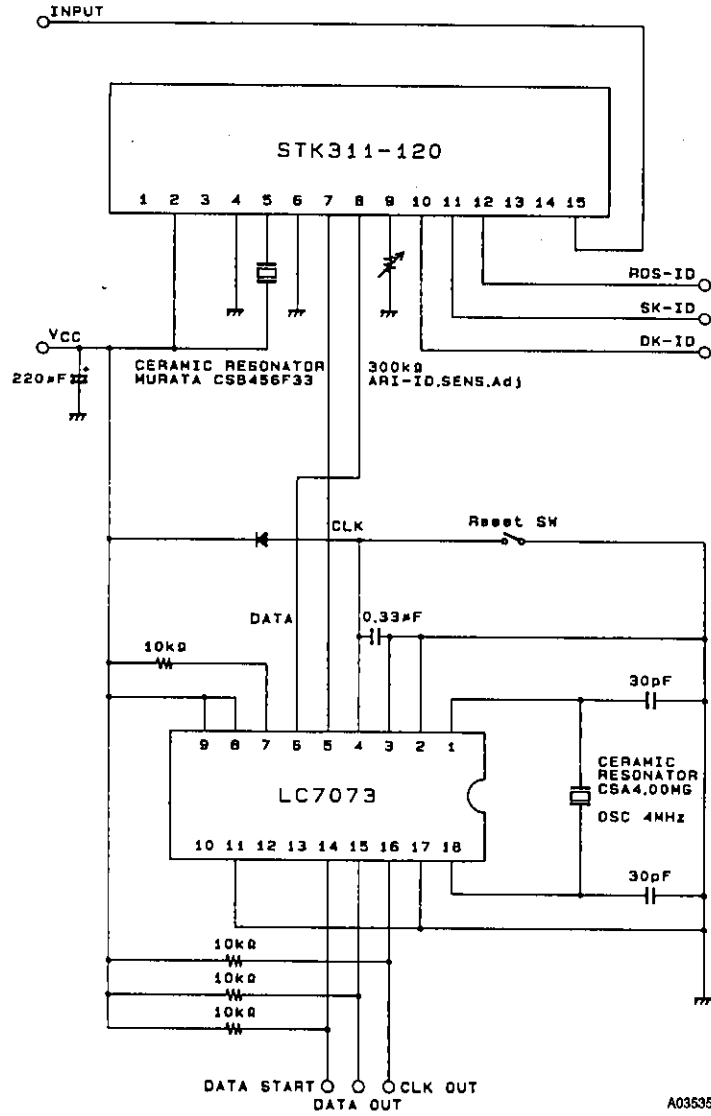 INPUT
STK311-120
1 2 3 4 5 6 7 8 9 10 11 12 13 14 15
RDS-ID
SK-ID
DK-ID
VCC
220µF
+
CERAMIC RESONATOR
MURATA CSB456F33
300kΩ
ARI-ID,SENS,Adj
CLK
Reset SW
DATA
0.33µF
10kΩ
30pF
9 8 7 6 5 4 3 2 1
LC7073
CERAMIC
RESONATOR
CSA4,00MG
OSC 4MHz
10 11 12 13 14 15 16 17 18
30pF
10kΩ
10kΩ
10kΩ
DATA START
CLK OUT
DATA OUT
A03535